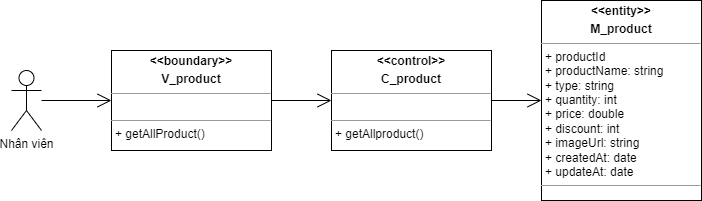 Nhân viên
<<boundary>>
V_product
+ getAllProduct()
<<control>>
C_product
+ getAllproduct()
<<entity>>
M_product
+ productId
+ productName: string
+ type: string
+ quantity: int
+ price: double
+ discount: int
+ imageUrl: string
+ createdAt: date
+ updateAt: date